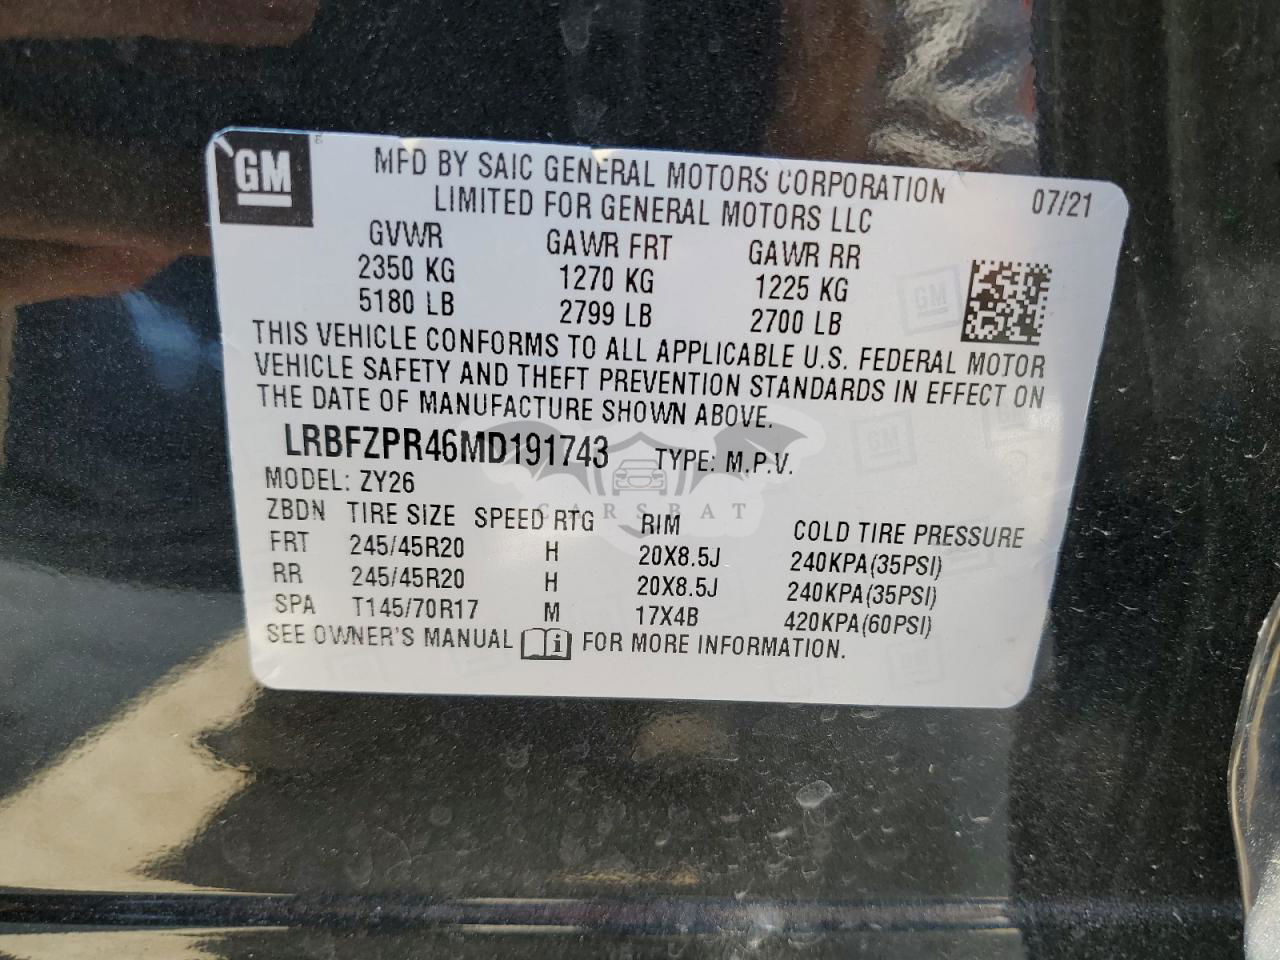 GM
MFD BY SAIC GENERAL MOTORS CORPORATION 07/21
LIMITED FOR GENERAL MOTORS LLC
GVWR GAWR FRT GAWR RR
2350 KG 1270 KG 1225 KG
5180 LB 2799 LB 2700 LB
GM
THIS VEHICLE CONFORMS TO ALL APPLICABLE U.S. FEDERAL MOTOR
VEHICLE SAFETY AND THEFT PREVENTION STANDARDS IN EFFECT ON
THE DATE OF MANUFACTURE SHOWN ABOVE.
LRBFZPR46MD191743 TYPE: M.P.V.
MODEL: ZY26
CARSBAT
ZBDN TIRE SIZE SPEED RTG RIM COLD TIRE PRESSURE
FRT 245/45R20 H 20X8.5J 240KPA(35PSI)
RR 245/45R20 H 20X8.5J 240KPA(35PSI)
SPA T145/70R17 M 17X4B 420KPA(60PSI)
SEE OWNER'S MANUAL i FOR MORE INFORMATION.